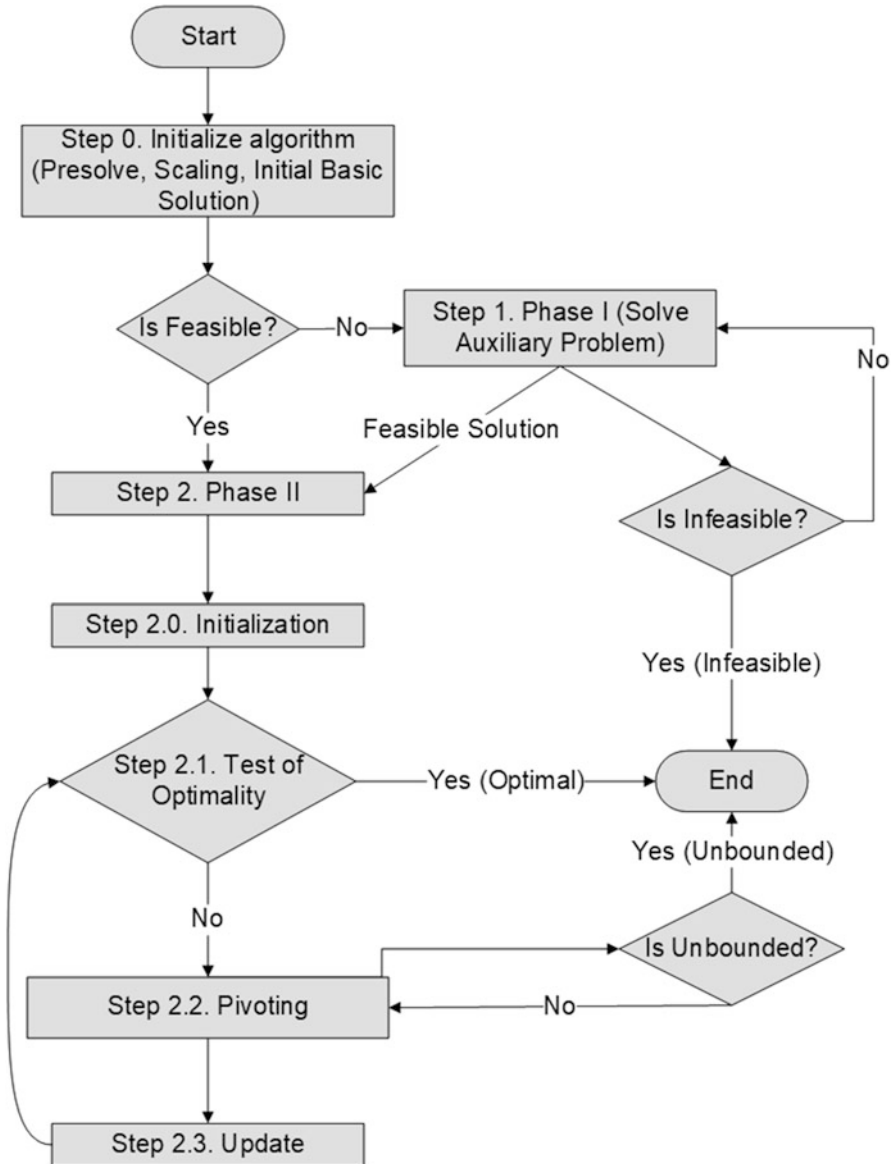 Start
Step 0. Initialize algorithm
(Presolve, Scaling, Initial Basic
Solution)
Is Feasible?
No
Step 1. Phase I (Solve
Auxiliary Problem)
No
Yes
Feasible Solution
Step 2. Phase II
Is Infeasible?
Step 2.0. Initialization
Yes (Infeasible)
Step 2.1. Test of
Optimality
Yes (Optimal)
End
Yes (Unbounded)
No
Is Unbounded?
Step 2.2. Pivoting
No
Step 2.3. Update